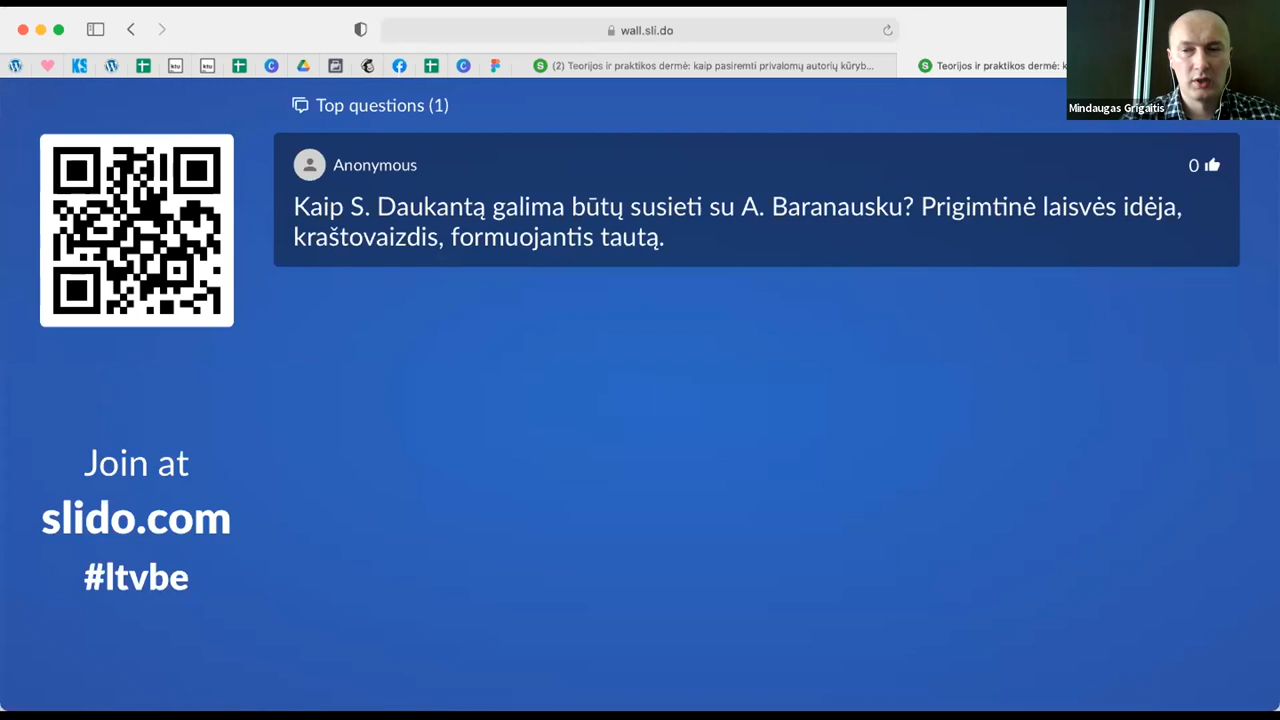 wall.sli.do
(2) Teorijos ir praktikos dermė: kaip pasiremti privalomų autorių kūryb...
Teorijos ir praktikos dermė: k
Mindaugas Grigaitis
Top questions (1)
Anonymous
0
Kaip S. Daukantą galima būtų susieti su A. Baranausku? Prigimtinė laisvės idėja,
kraštovaizdis, formuojantis tautą.
Join at
slido.com
#ltvbe